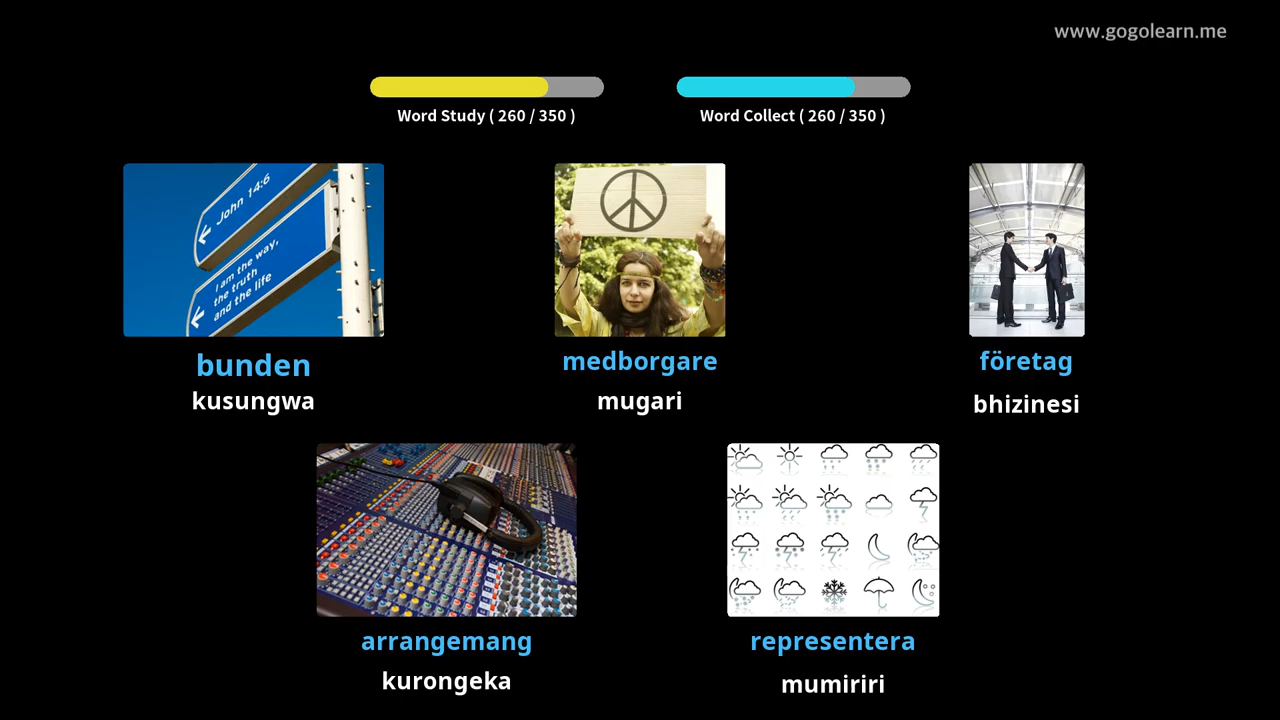 www.gogolearn.me
Word Study ( 260 / 350 )
Word Collect ( 260 / 350 )
John 14:6
I am the way,
the truth
and the life
bunden
kusungwa
medborgare
mugari
företag
bhizinesi
arrangemang
kurongeka
representera
mumiriri